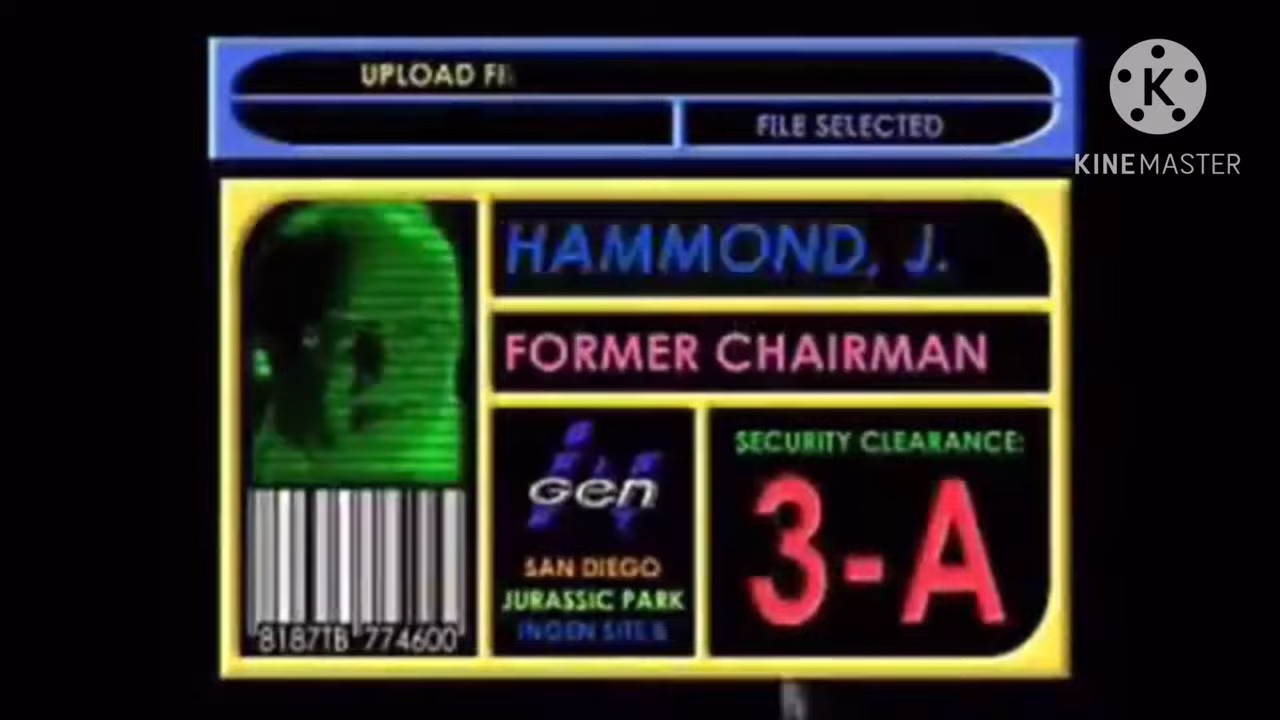 UPLOAD FI
FILE SELECTED
K
KINEMASTER
HAMMOND, J.
FORMER CHAIRMAN
SECURITY CLEARANCE:
3-A
InGen
SAN DIEGO
JURASSIC PARK
INGEN SITE B
8187TB 774600